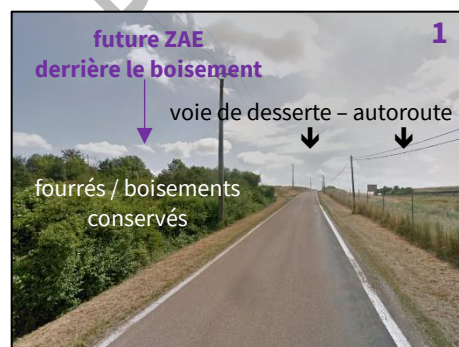 future ZAE
1
derrière le boisement
voie de desserte – autoroute
fourrés / boisements
conservés